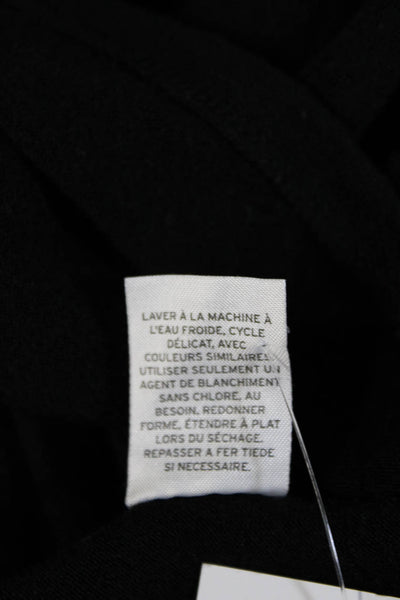 LAVER À LA MACHINE À
L'EAU FROIDE, CYCLE
DÉLICAT, AVEC
COULEURS SIMILAIRES.
UTILISER SEULEMENT UN
AGENT DE BLANCHIMENT
SANS CHLORE, AU
BESOIN, REDONNER
FORME, ÉTENDRE À PLAT
LORS DU SÉCHAGE.
REPASSER A FER TIEDE
SI NECESSAIRE.